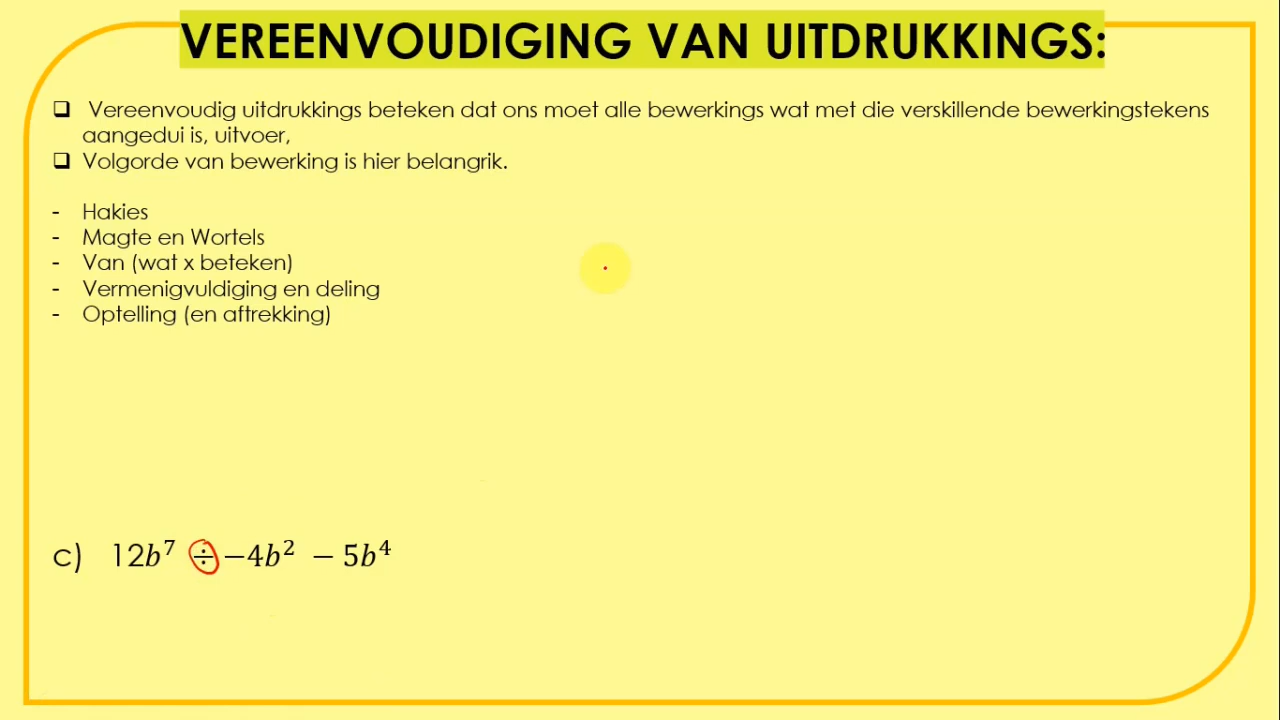 VEREENVOUDIGING VAN UITDRUKKINGS:
❑ Vereenvoudig uitdrukkings beteken dat ons moet alle bewerkings wat met die verskillende bewerkingstekens
aangedui is, uitvoer,
❑ Volgorde van bewerking is hier belangrik.
- Hakies
- Magte en Wortels
- Van (wat x beteken)
- Vermenigvuldiging en deling
- Optelling (en aftrekking)
c) 12b⁷ ÷ −4b² − 5b⁴